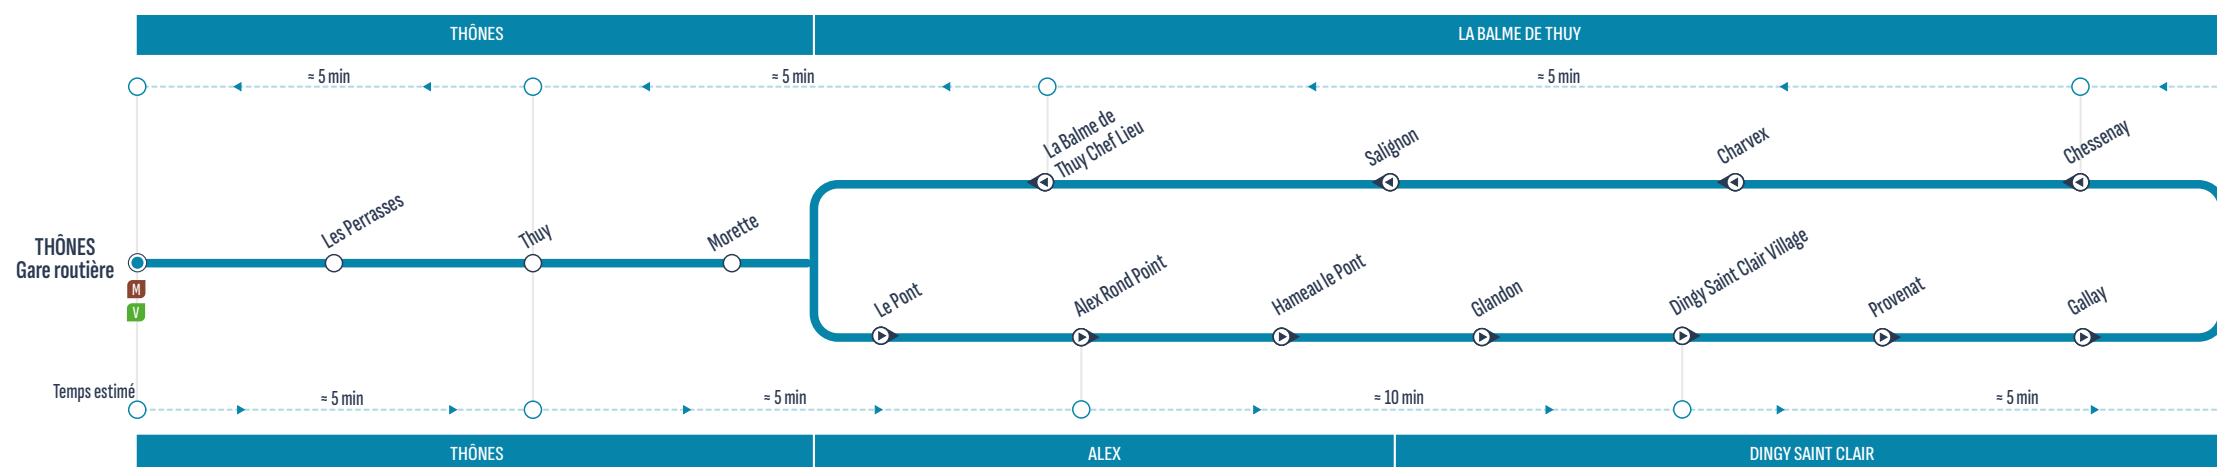 THÔNES
LA BALME DE THUY
≈ 5 min
≈ 5 min
≈ 5 min
La Balme de
Thuy Chef Lieu
Salignon
Charvex
Chessenay
THÔNES
Gare routière
Les Perrasses
Thuy
Morette
M
V
Le Pont
Alex Rond Point
Hameau le Pont
Glandon
Dingy Saint Clair Village
Provenat
Gallay
Temps estimé
≈ 5 min
≈ 5 min
≈ 10 min
≈ 5 min
THÔNES
ALEX
DINGY SAINT CLAIR